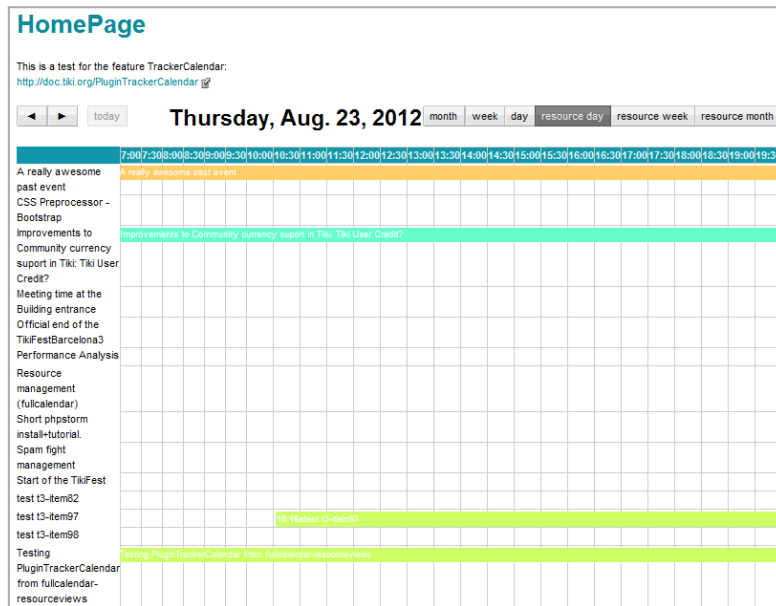 HomePage
This is a test for the feature TrackerCalendar:
http://doc.tiki.org/PluginTrackerCalendar
today
Thursday, Aug. 23, 2012
month week day resource day resource week resource month
7:00 7:30 8:00 8:30 9:00 9:30 10:00 10:30 11:00 11:30 12:00 12:30 13:00 13:30 14:00 14:30 15:00 15:30 16:00 16:30 17:00 17:30 18:00 18:30 19:00 19:3
A really awesome
past event
A really awesome past event
CSS Preprocessor -
Bootstrap
Improvements to
Community currency
suport in Tiki: Tiki User
Credit?
Improvements to Community currency suport in Tiki: Tiki User Credit?
Meeting time at the
Building entrance
Official end of the
TikiFestBarcelona3
Performance Analysis
Resource
management
(fullcalendar)
Short phpstorm
install+tutorial.
Spam fight
management
Start of the TikiFest
test t3-item82
test t3-item97
test t3-item97
test t3-item98
Testing
PluginTrackerCalendar
from fullcalendar-
resourceviews
Testing PluginTrackerCalendar from fullcalendar-resourceviews